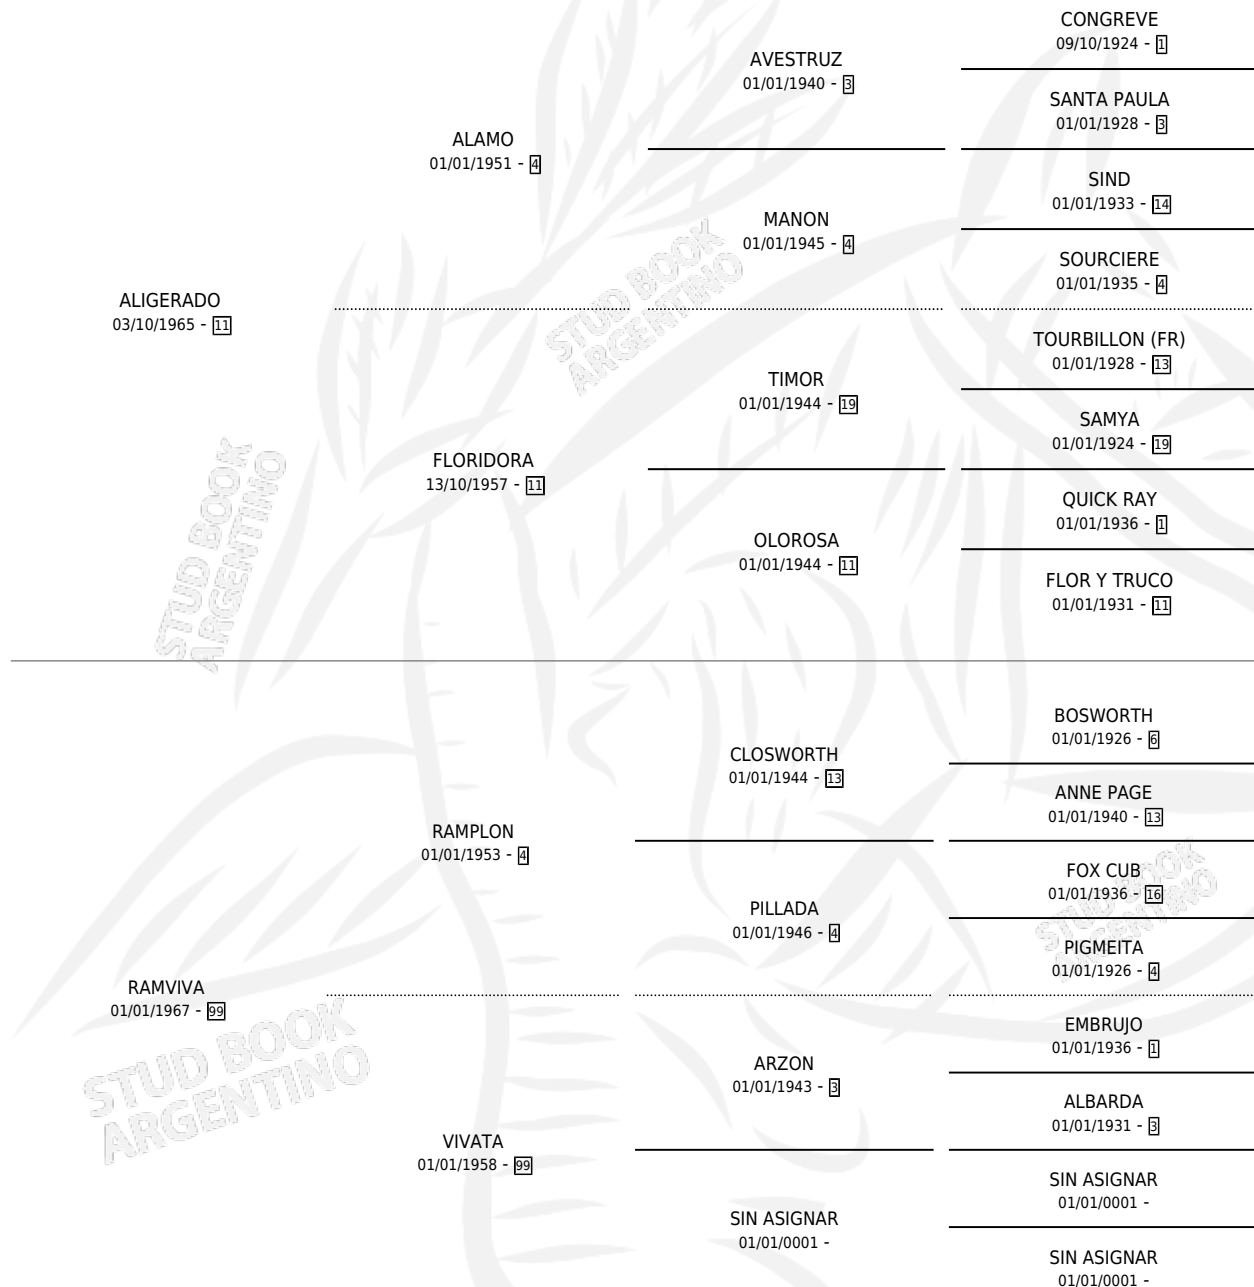 CONGREVE
09/10/1924 - 1
AVESTRUZ
01/01/1940 - 3
SANTA PAULA
01/01/1928 - 3
ALAMO
01/01/1951 - 4
SIND
01/01/1933 - 14
MANON
01/01/1945 - 4
SOURCIERE
01/01/1935 - 4
ALIGERADO
03/10/1965 - 11
TOURBILLON (FR)
01/01/1928 - 13
TIMOR
01/01/1944 - 19
SAMYA
01/01/1924 - 19
FLORIDORA
13/10/1957 - 11
QUICK RAY
01/01/1936 - 1
OLOROSA
01/01/1944 - 11
FLOR Y TRUCO
01/01/1931 - 11
BOSWORTH
01/01/1926 - 6
CLOSWORTH
01/01/1944 - 13
ANNE PAGE
01/01/1940 - 13
RAMPLON
01/01/1953 - 4
FOX CUB
01/01/1936 - 16
PILLADA
01/01/1946 - 4
PIGMEITA
01/01/1926 - 4
RAMVIVA
01/01/1967 - 99
EMBRUJO
01/01/1936 - 1
ARZON
01/01/1943 - 3
ALBARDA
01/01/1931 - 3
VIVATA
01/01/1958 - 99
SIN ASIGNAR
01/01/0001 -
SIN ASIGNAR
01/01/0001 -
SIN ASIGNAR
01/01/0001 -
STUD BOOK
ARGENTINO
STUD BOOK
ARGENTINO
STUD BOOK
ARGENTINO
STUD BOOK
ARGENTINO